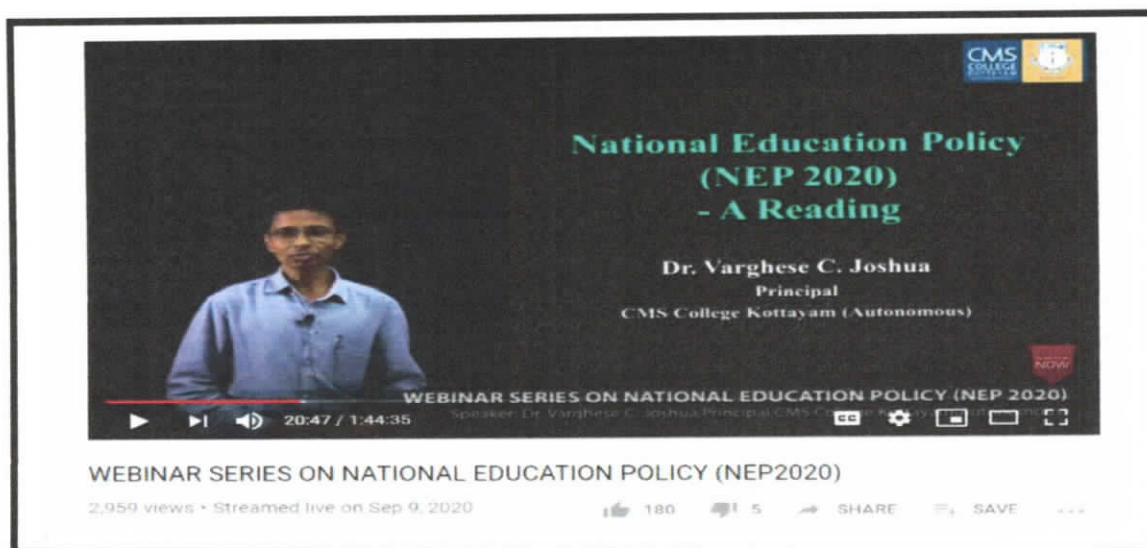 CMS
COLLEGE
KOTTAYAM
National Education Policy
(NEP 2020)
- A Reading
Dr. Varghese C. Joshua
Principal
CMS College Kottayam (Autonomous)
NOW
WEBINAR SERIES ON NATIONAL EDUCATION POLICY (NEP 2020)
Speaker: Dr. Varghese C. Joshua,Principal,CMS College Kottayam
20:47 / 1:44:35
CC
WEBINAR SERIES ON NATIONAL EDUCATION POLICY (NEP2020)
2,959 views • Streamed live on Sep 9, 2020
180 5 SHARE SAVE ...